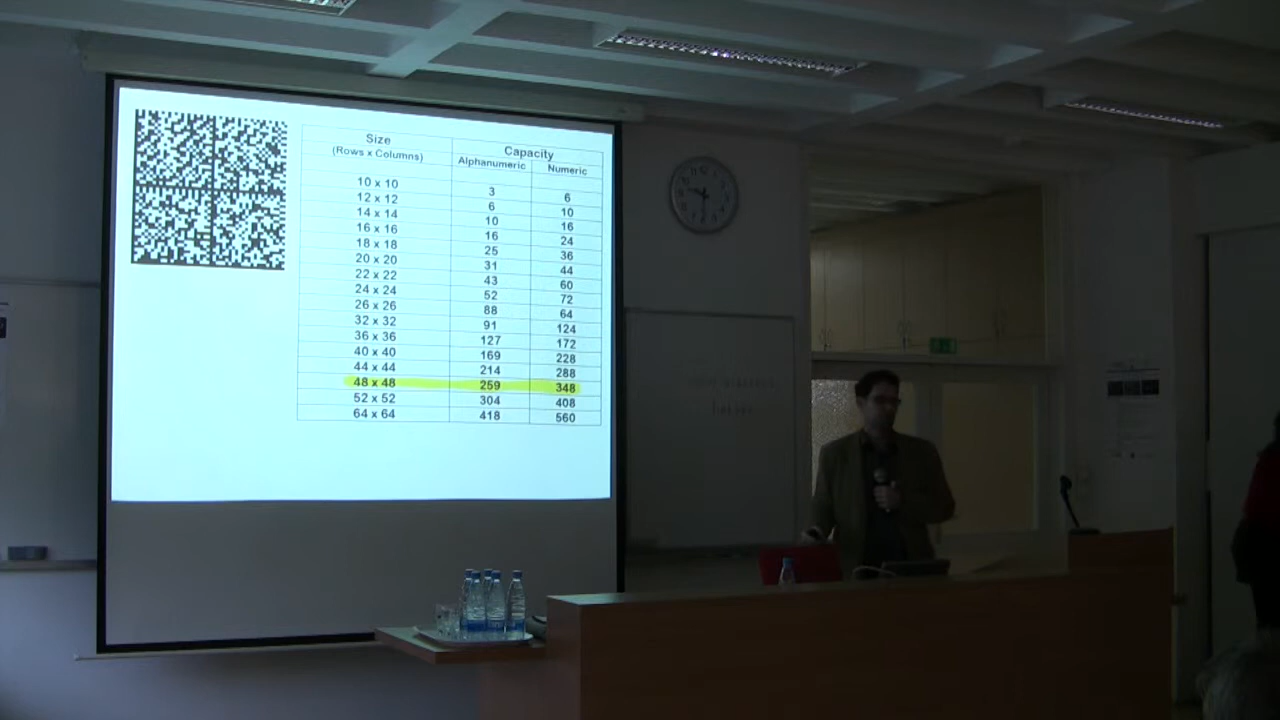 Size Capacity
(Rows x Columns) Alphanumeric Numeric
10 x 10 3 6
12 x 12 6 10
14 x 14 10 16
16 x 16 16 24
18 x 18 25 36
20 x 20 31 44
22 x 22 43 60
24 x 24 52 72
26 x 26 88 64
32 x 32 91 124
36 x 36 127 172
40 x 40 169 228
44 x 44 214 288
48 x 48 259 348
52 x 52 304 408
64 x 64 418 560